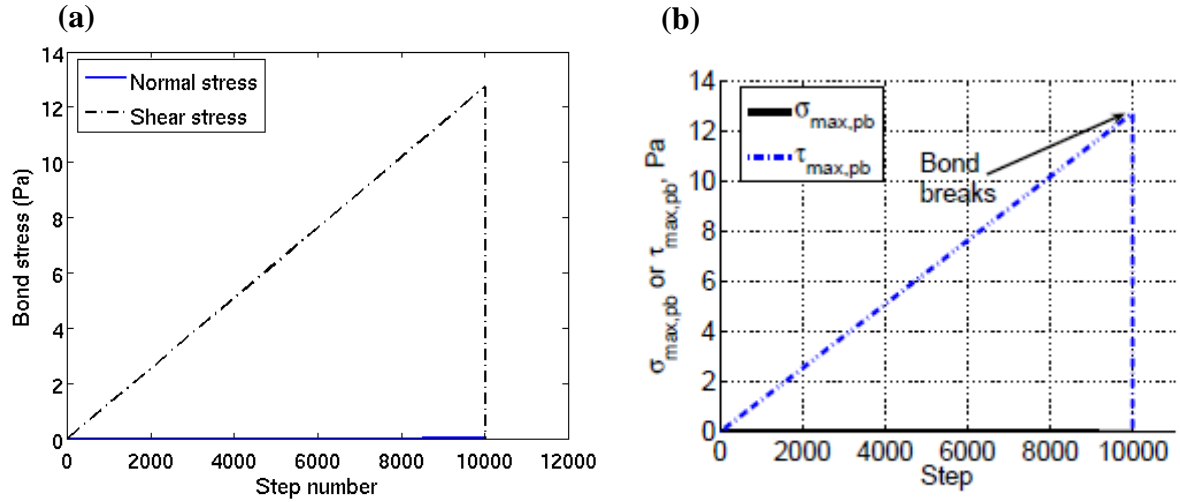 (a)
Bond stress (Pa)
14
12
10
8
6
4
2
0
Normal stress
Shear stress
0 2000 4000 6000 8000 10000 12000
Step number
(b)
σmax,pb or τmax,pb, Pa
14
12
10
8
6
4
2
0
σmax,pb
τmax,pb
Bond
breaks
0 2000 4000 6000 8000 10000
Step